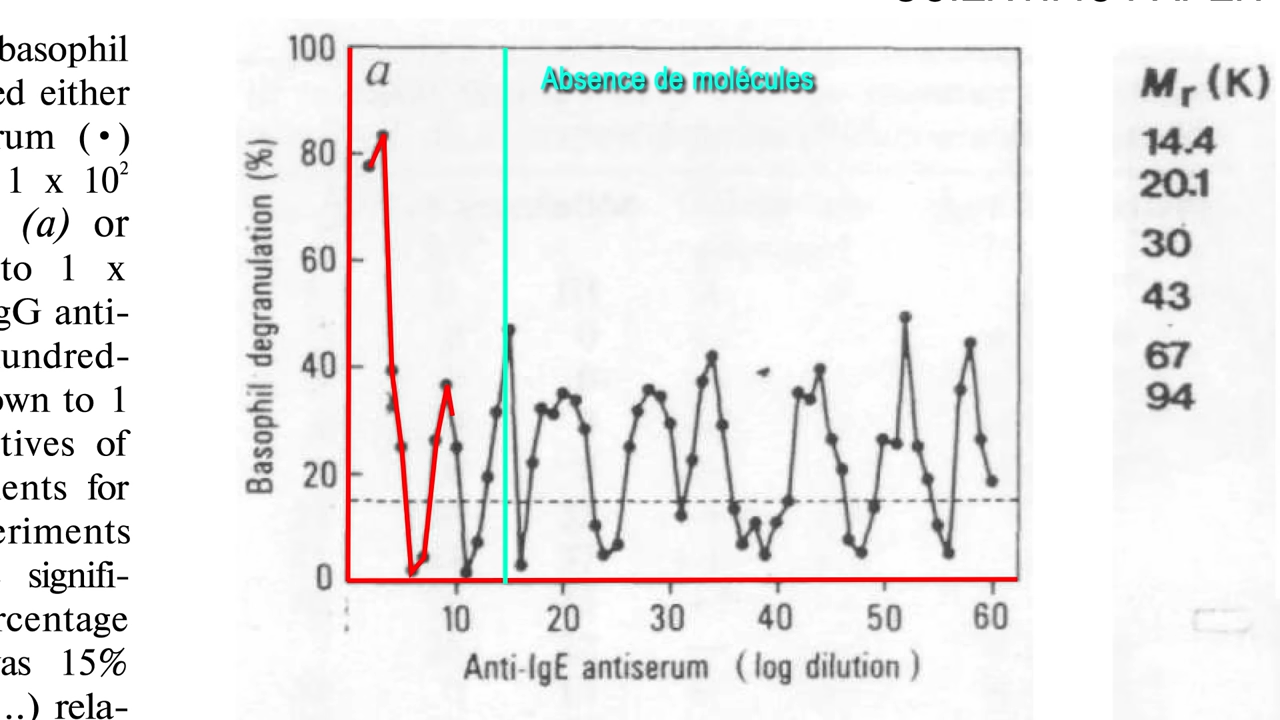 basophil
ed either
rum (•)
1 x 10²
(a) or
to 1 x
gG anti-
undred-
own to 1
tives of
ents for
eriments
signifi-
rcentage
as 15%
..) rela-
100
80
60
40
20
0
Basophil degranulation (%)
a
Absence de molécules
10 20 30 40 50 60
Anti-IgE antiserum (log dilution)
Mr (K)
14.4
20.1
30
43
67
94